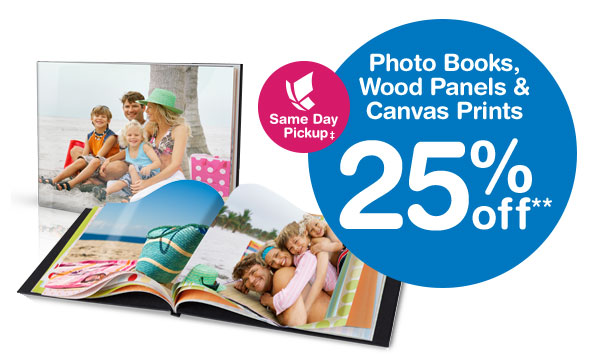 Photo Books,
Wood Panels &
Canvas Prints
25%
off**
Same Day
Pickup‡